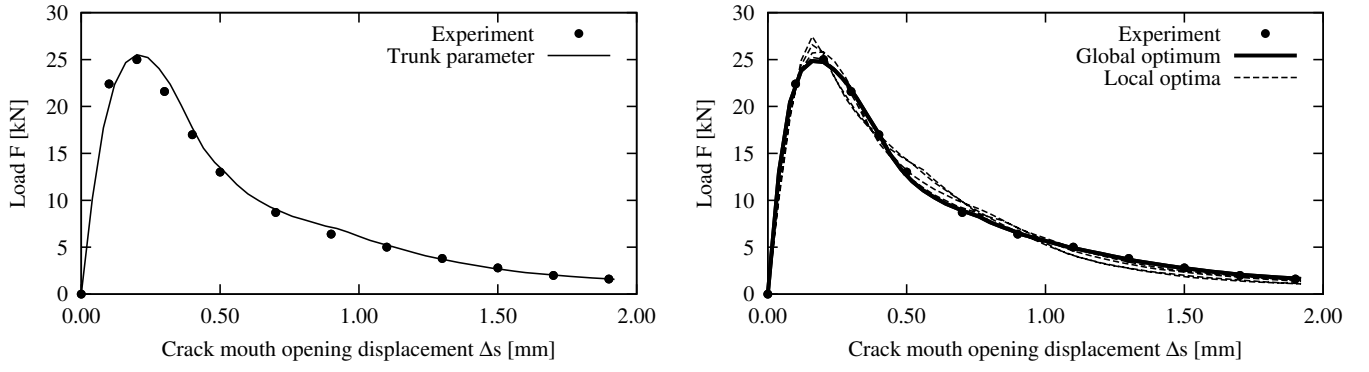 30
25
20
15
10
5
0
0.00 0.50 1.00 1.50 2.00
Load F [kN]
Crack mouth opening displacement Δs [mm]
Experiment
Trunk parameter
30
25
20
15
10
5
0
0.00 0.50 1.00 1.50 2.00
Load F [kN]
Crack mouth opening displacement Δs [mm]
Experiment
Global optimum
Local optima